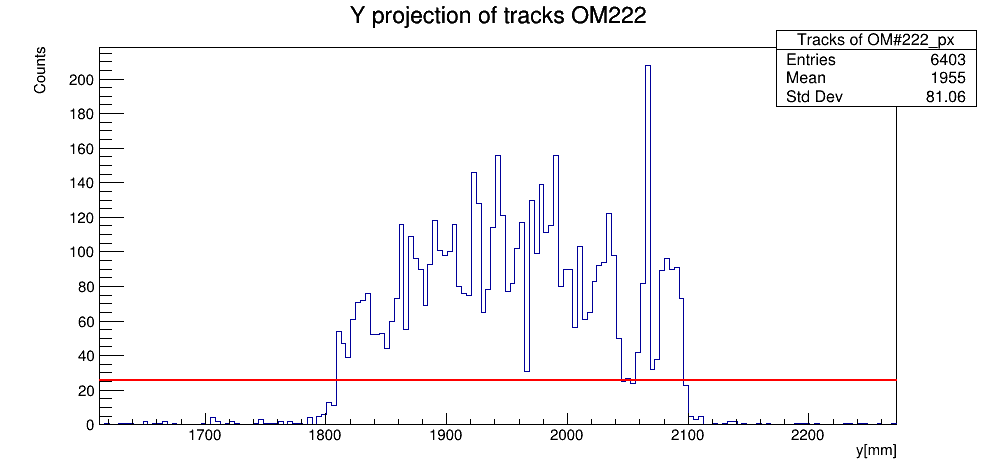 Y projection of tracks OM222
Counts
Tracks of OM#222_px
Entries 6403
Mean 1955
Std Dev 81.06
200
180
160
140
120
100
80
60
40
20
0
1700 1800 1900 2000 2100 2200
y[mm]